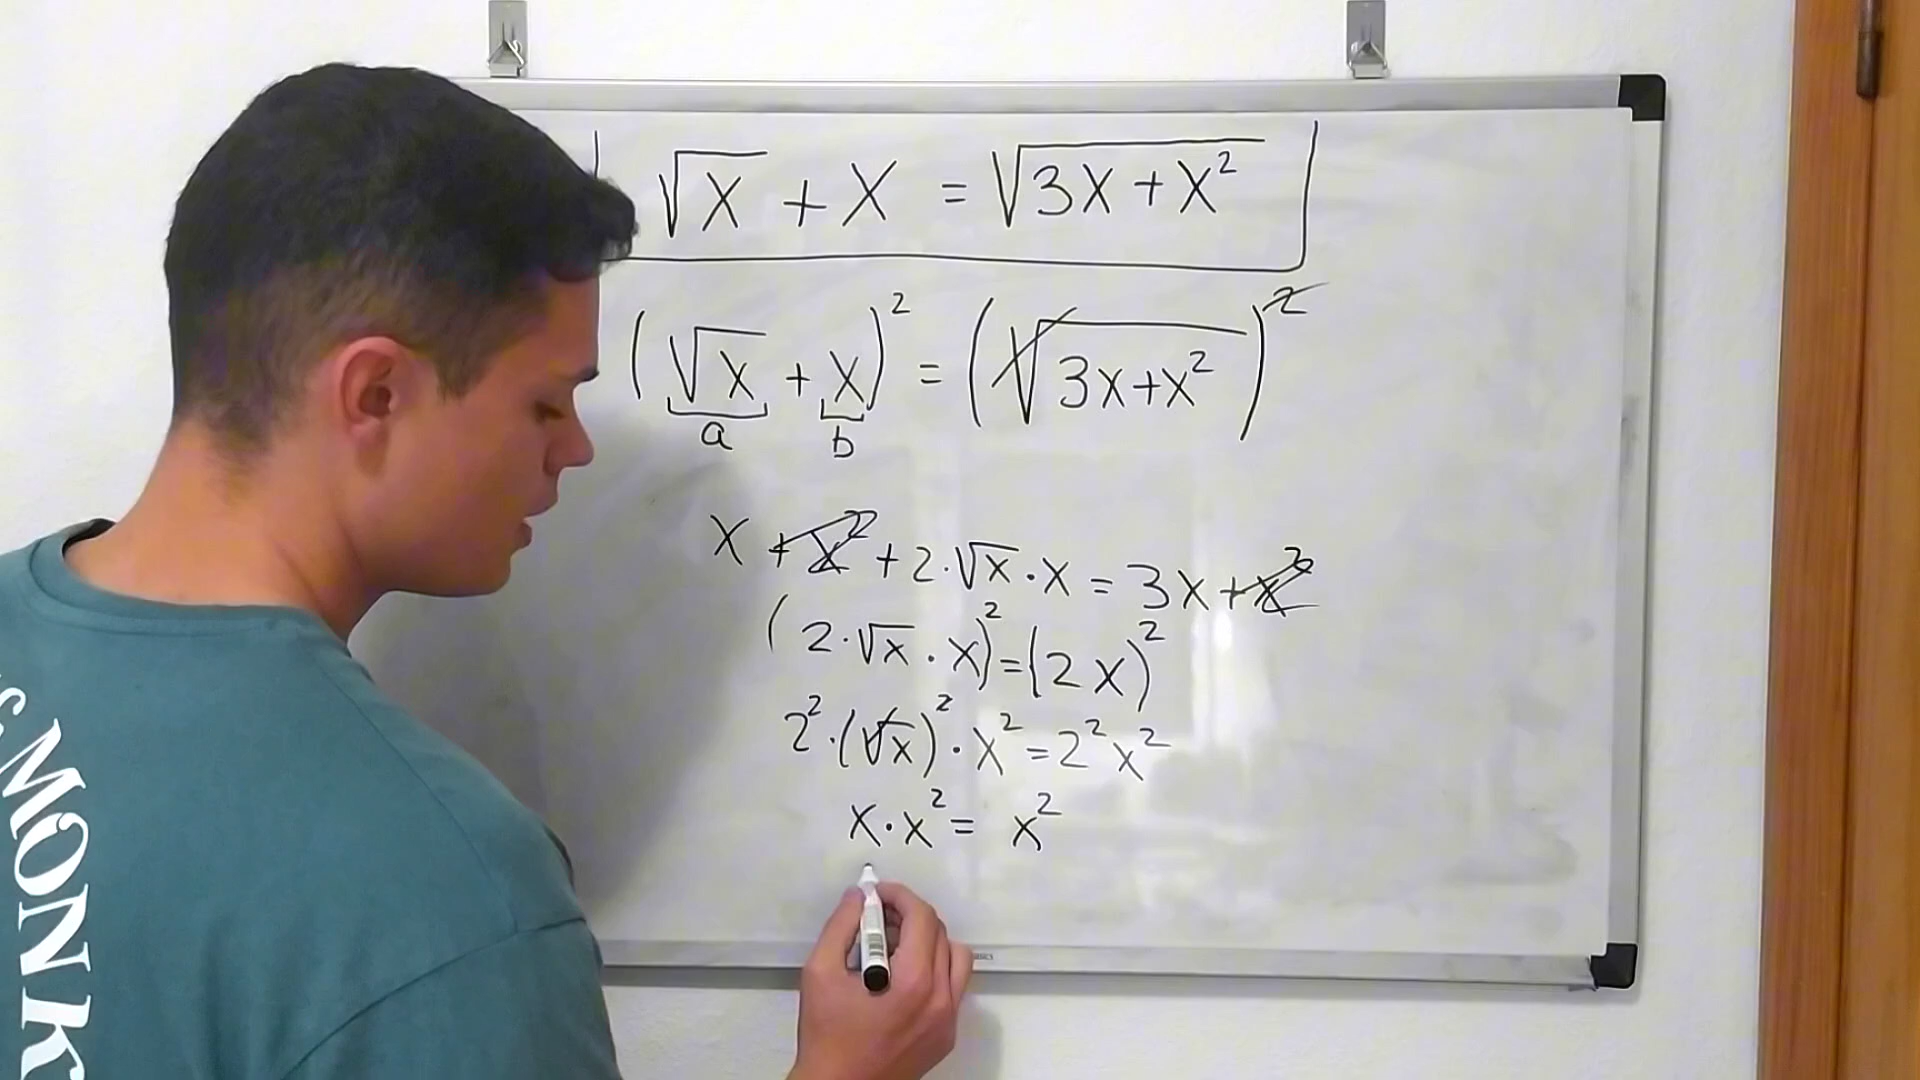 √x + x = √(3x + x²)
(√x + x)² = (√(3x + x²))²
a b
x + x² + 2·√x·x = 3x + x²
(2·√x·x)² = (2x)²
2²·(√x)²·x² = 2²x²
x·x² = x²
MONK